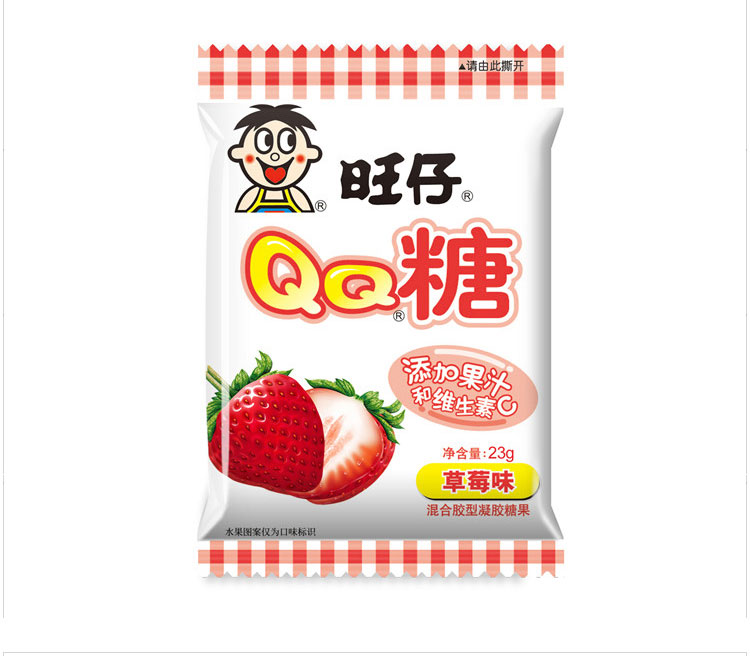 ▲请由此撕开
旺仔®
®
QQ糖®
添加果汁
和维生素C
净含量:23g
草莓味
混合胶型凝胶糖果
水果图案仅为口味标识